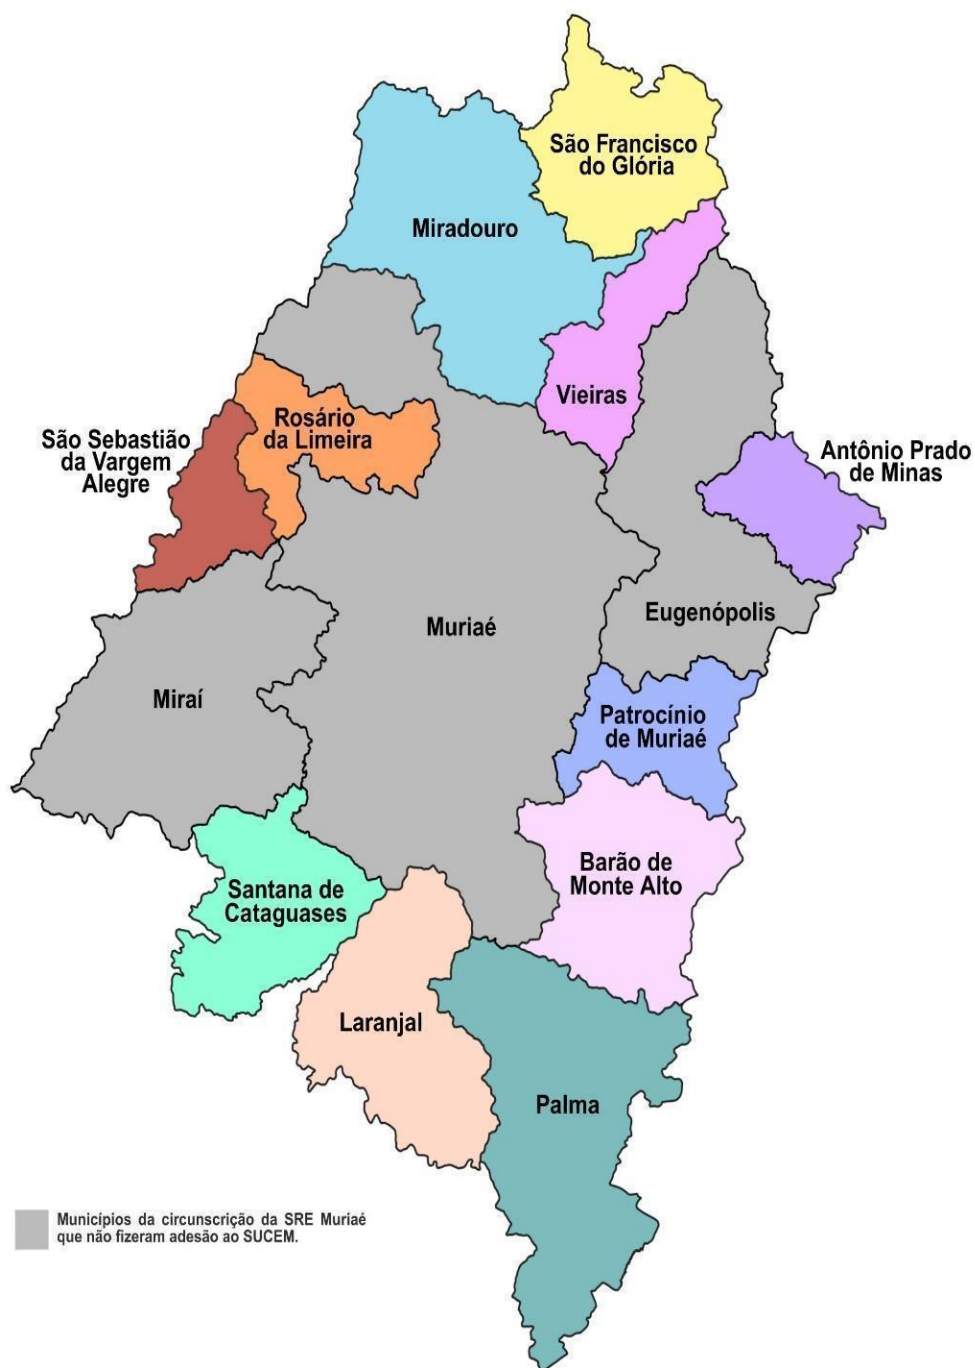 São Francisco
do Glória
Miradouro
Vieiras
Rosário
da Limeira
São Sebastião
da Vargem
Alegre
Antônio Prado
de Minas
Eugenópolis
Muriaé
Miraí
Patrocínio
de Muriaé
Barão de
Monte Alto
Santana de
Cataguases
Laranjal
Palma
Municípios da circunscrição da SRE Muriaé
que não fizeram adesão ao SUCEM.